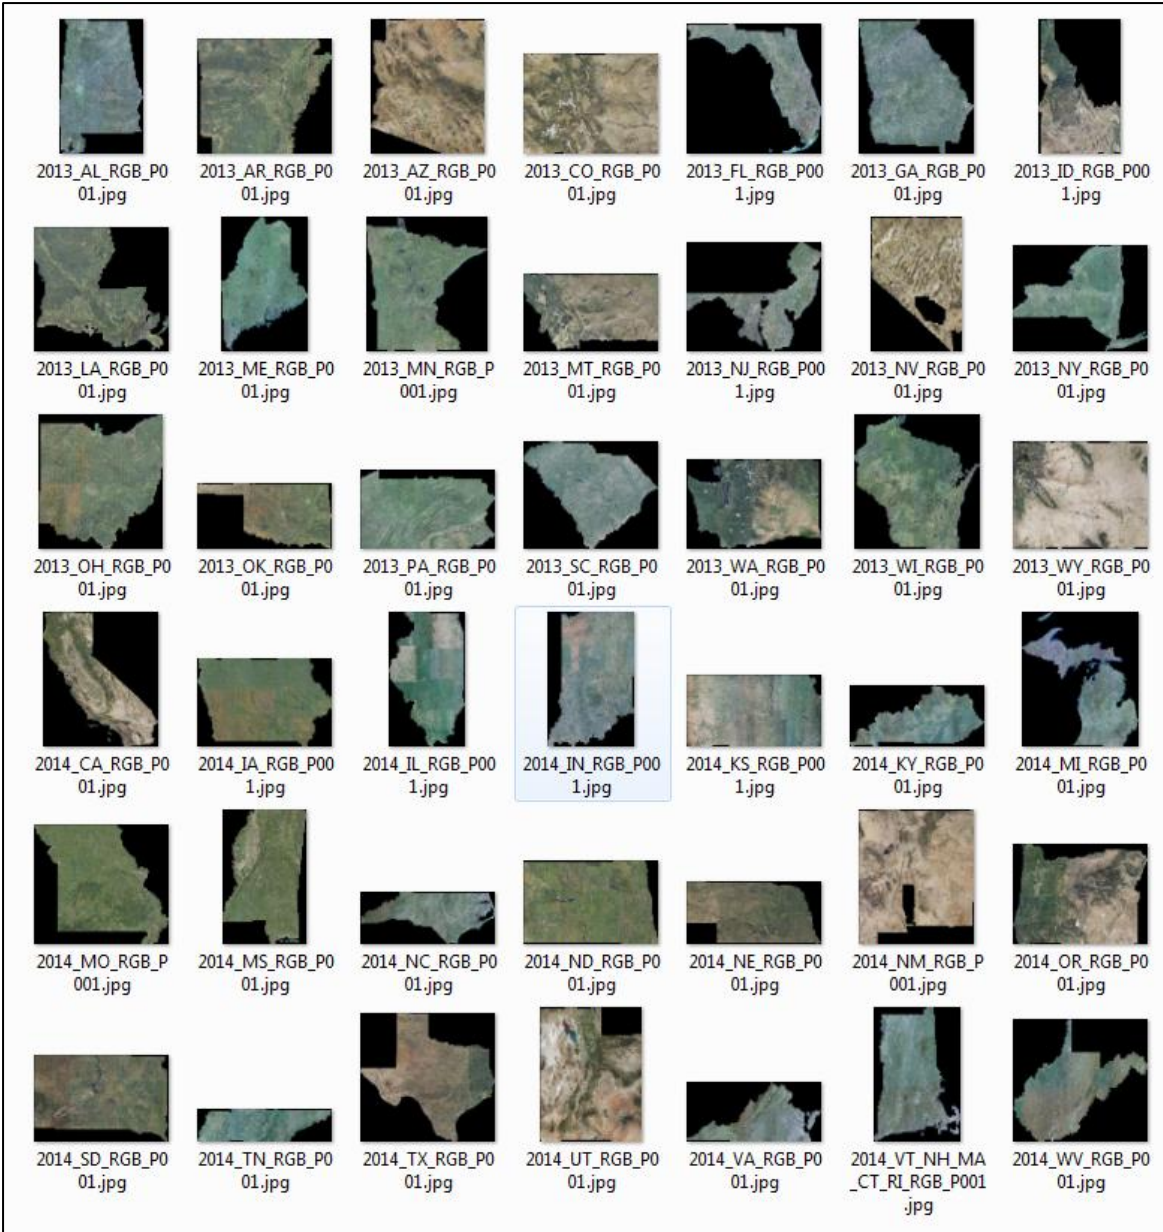 2013_AL_RGB_P0
01.jpg
2013_AR_RGB_P0
01.jpg
2013_AZ_RGB_P0
01.jpg
2013_CO_RGB_P0
01.jpg
2013_FL_RGB_P00
1.jpg
2013_GA_RGB_P0
01.jpg
2013_ID_RGB_P00
1.jpg
2013_LA_RGB_P0
01.jpg
2013_ME_RGB_P0
01.jpg
2013_MN_RGB_P
001.jpg
2013_MT_RGB_P0
01.jpg
2013_NJ_RGB_P00
1.jpg
2013_NV_RGB_P0
01.jpg
2013_NY_RGB_P0
01.jpg
2013_OH_RGB_P0
01.jpg
2013_OK_RGB_P0
01.jpg
2013_PA_RGB_P0
01.jpg
2013_SC_RGB_P0
01.jpg
2013_WA_RGB_P0
01.jpg
2013_WI_RGB_P0
01.jpg
2013_WY_RGB_P0
01.jpg
2014_CA_RGB_P0
01.jpg
2014_IA_RGB_P00
1.jpg
2014_IL_RGB_P00
1.jpg
2014_IN_RGB_P00
1.jpg
2014_KS_RGB_P00
1.jpg
2014_KY_RGB_P0
01.jpg
2014_MI_RGB_P0
01.jpg
2014_MO_RGB_P
001.jpg
2014_MS_RGB_P0
01.jpg
2014_NC_RGB_P0
01.jpg
2014_ND_RGB_P0
01.jpg
2014_NE_RGB_P0
01.jpg
2014_NM_RGB_P
001.jpg
2014_OR_RGB_P0
01.jpg
2014_SD_RGB_P0
01.jpg
2014_TN_RGB_P0
01.jpg
2014_TX_RGB_P0
01.jpg
2014_UT_RGB_P0
01.jpg
2014_VA_RGB_P0
01.jpg
2014_VT_NH_MA
_CT_RI_RGB_P001
.jpg
2014_WV_RGB_P0
01.jpg